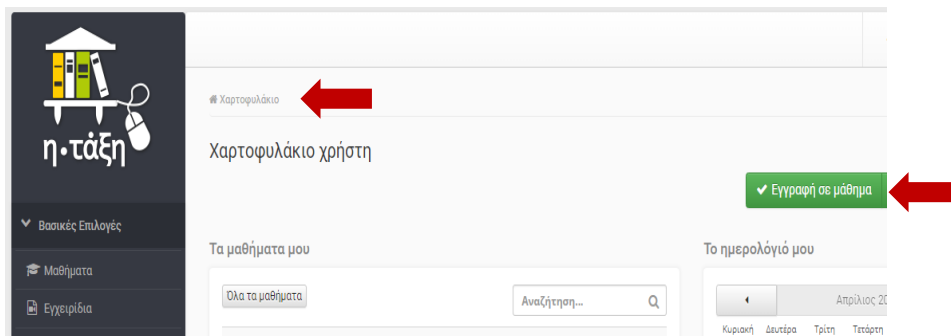 η•τάξη
Βασικές Επιλογές
Μαθήματα
Εγχειρίδια
Χαρτοφυλάκιο
Χαρτοφυλάκιο χρήστη
Εγγραφή σε μάθημα
Τα μαθήματα μου
Όλα τα μαθήματα
Αναζήτηση...
Το ημερολόγιό μου
Απρίλιος 20
Κυριακή Δευτέρα Τρίτη Τετάρτη